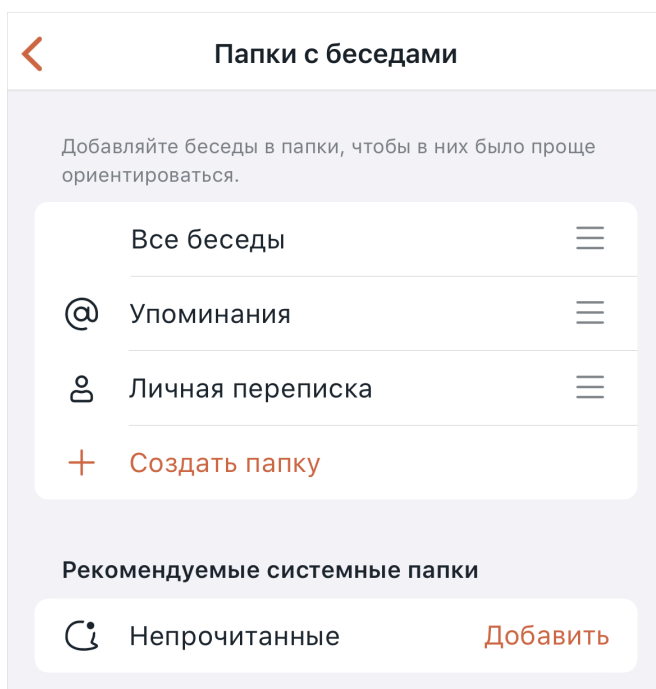 Папки с беседами
Добавляйте беседы в папки, чтобы в них было проще
ориентироваться.
Все беседы
Упоминания
Личная переписка
Создать папку
Рекомендуемые системные папки
Непрочитанные Добавить